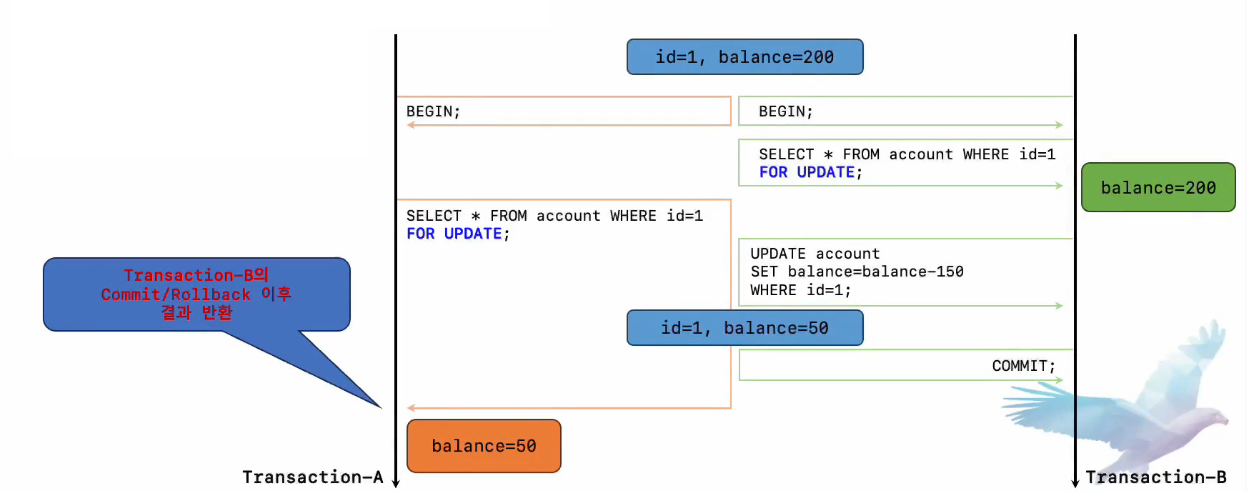 id=1, balance=200
BEGIN;
BEGIN;
SELECT * FROM account WHERE id=1
FOR UPDATE;
balance=200
SELECT * FROM account WHERE id=1
FOR UPDATE;
UPDATE account
SET balance=balance-150
WHERE id=1;
Transaction-B의
Commit/Rollback 이후
결과 반환
id=1, balance=50
COMMIT;
balance=50
Transaction-A
Transaction-B